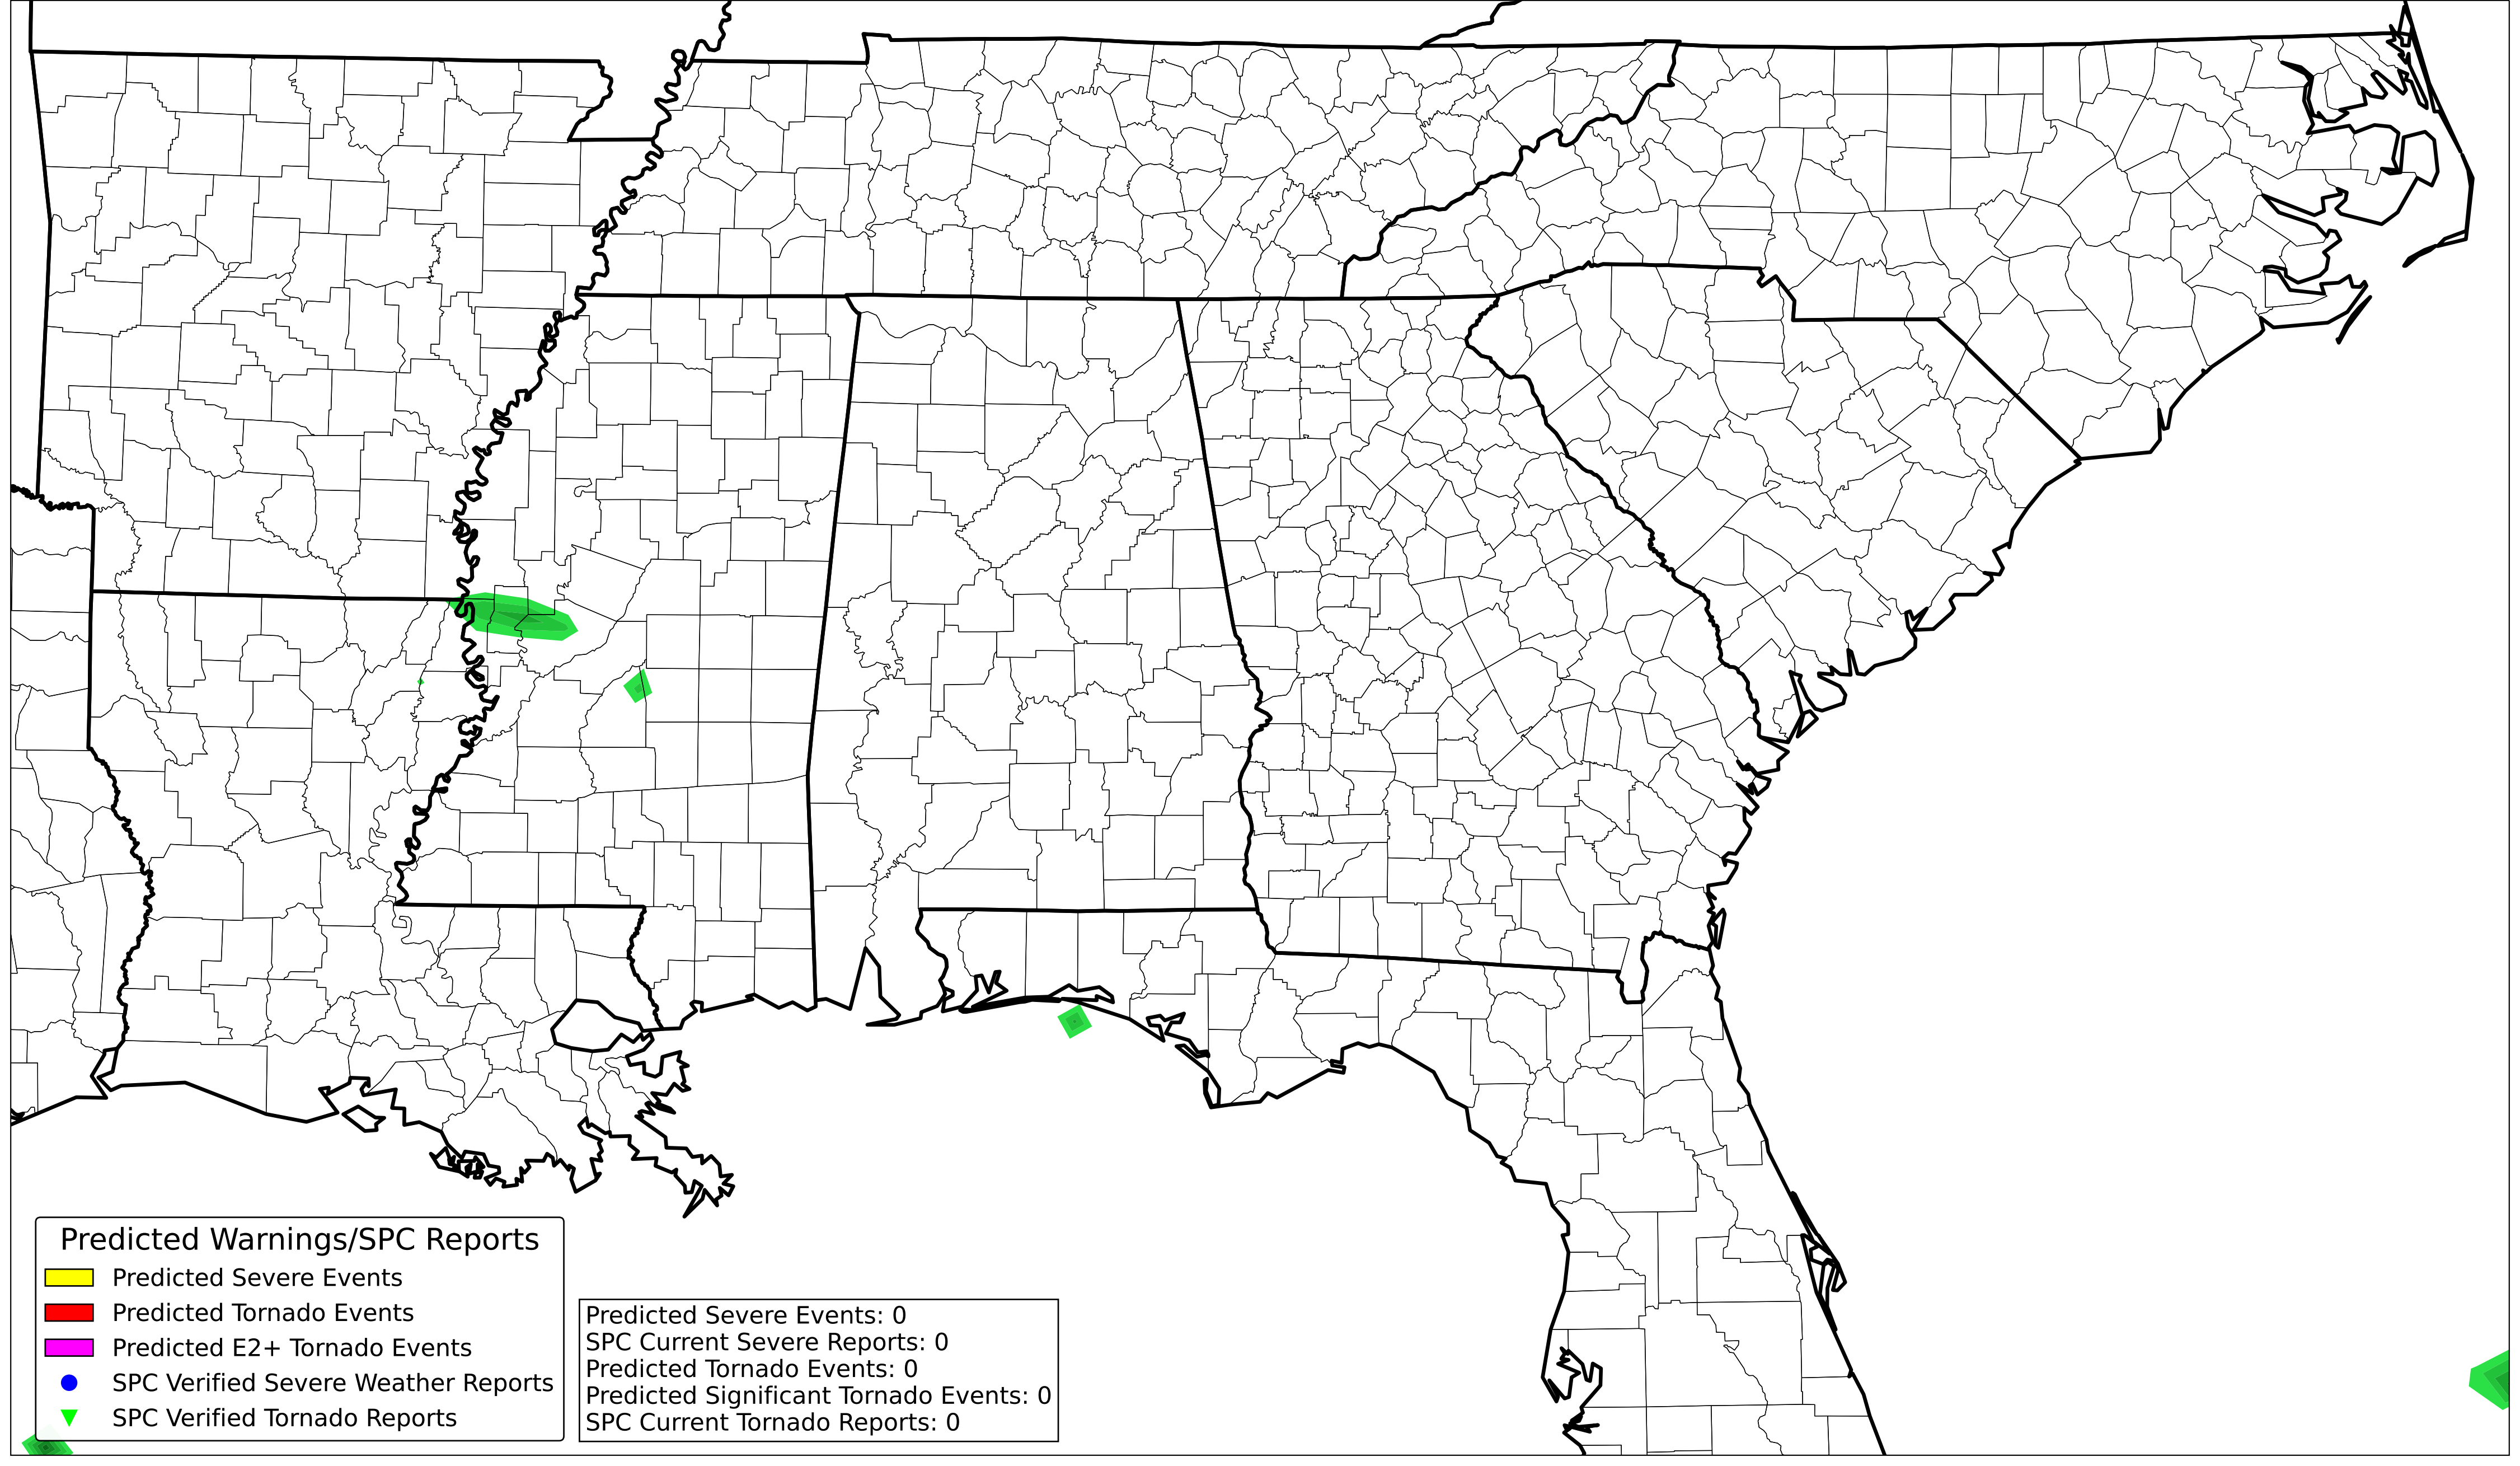 Predicted Warnings/SPC Reports
Predicted Severe Events
Predicted Tornado Events
Predicted E2+ Tornado Events
SPC Verified Severe Weather Reports
SPC Verified Tornado Reports
Predicted Severe Events: 0
SPC Current Severe Reports: 0
Predicted Tornado Events: 0
Predicted Significant Tornado Events: 0
SPC Current Tornado Reports: 0